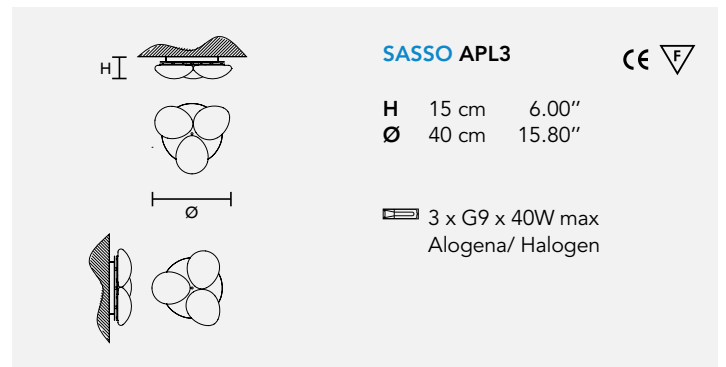 SASSO APL3
CE F
H
H 15 cm 6.00’’
Ø 40 cm 15.80’’
Ø
3 x G9 x 40W max
Alogena/ Halogen